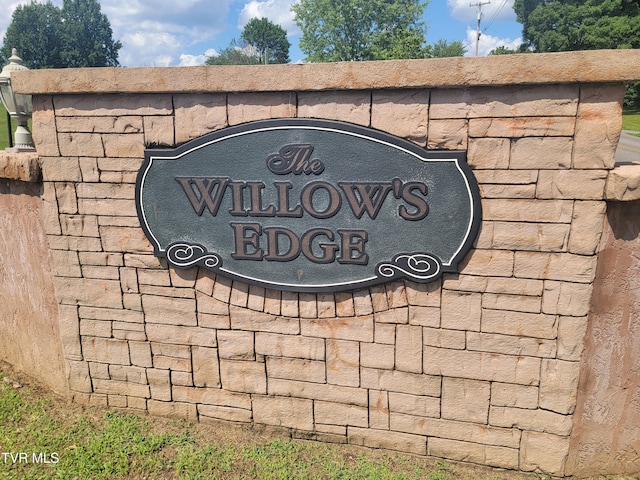 The
WILLOW'S
EDGE
TVR MLS